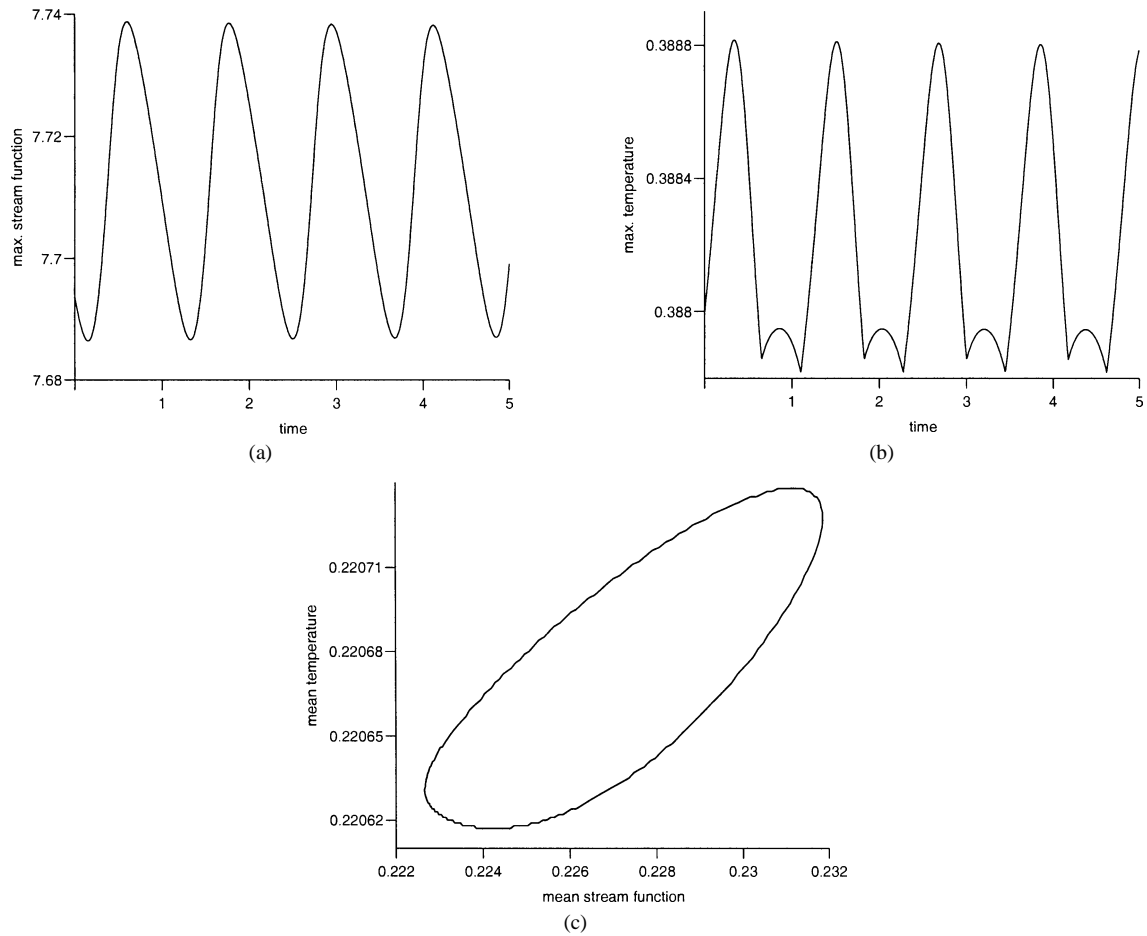 7.74
7.72
7.7
7.68
max. stream function
1 2 3 4 5
time
(a)
0.3888
0.3884
0.388
max. temperature
1 2 3 4 5
time
(b)
0.22071
0.22068
0.22065
0.22062
mean temperature
0.222 0.224 0.226 0.228 0.23 0.232
mean stream function
(c)